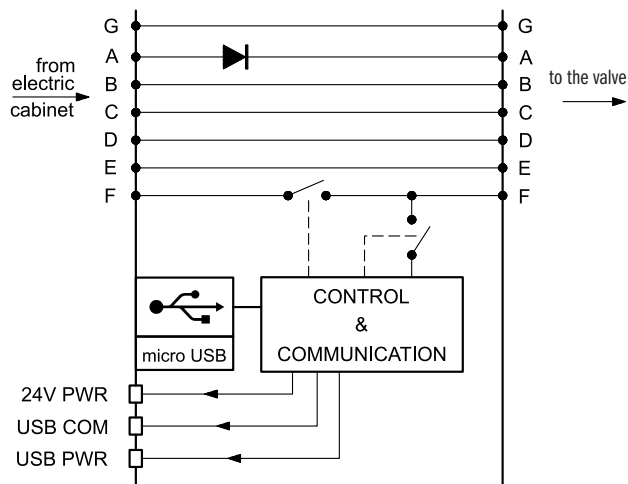 G
G
A
A
from
electric
cabinet
B
B
to the valve
C
C
D
D
E
E
F
F
CONTROL
&
COMMUNICATION
micro USB
24V PWR
USB COM
USB PWR